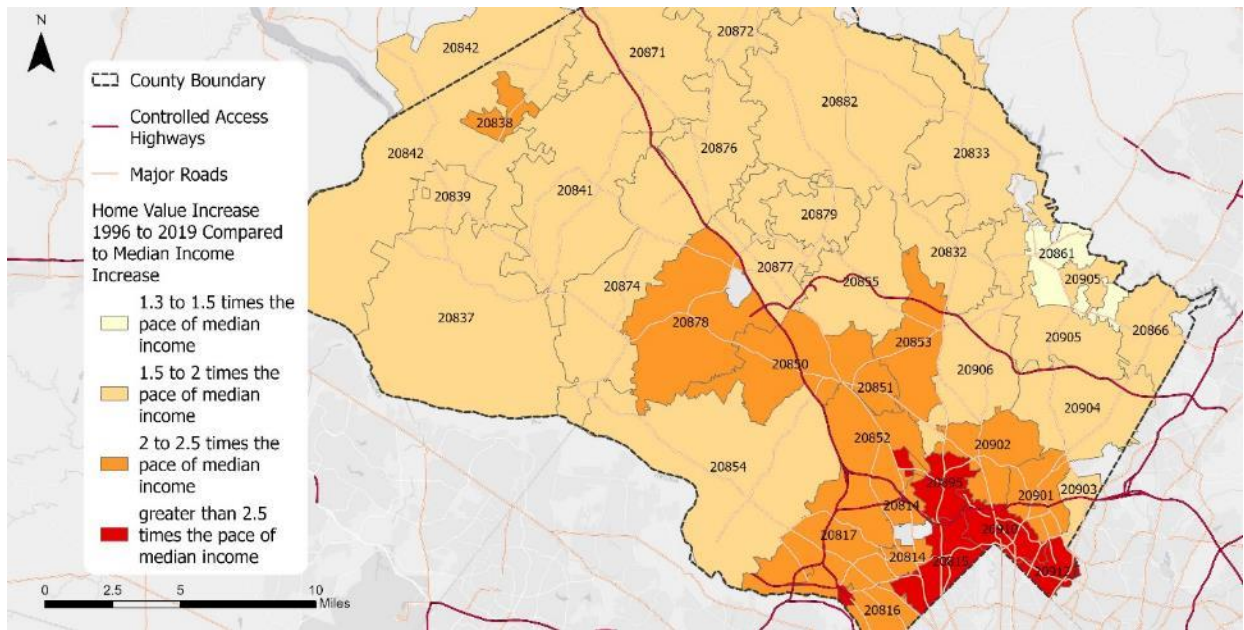 N
County Boundary
Controlled Access
Highways
Major Roads
Home Value Increase
1996 to 2019 Compared
to Median Income
Increase
1.3 to 1.5 times the
pace of median
income
1.5 to 2 times the
pace of median
income
2 to 2.5 times the
pace of median
income
greater than 2.5
times the pace of
median income
0 2.5 5 10
Miles
20842
20871
20872
20838
20882
20842
20876
20833
20839
20841
20879
20832
20861
20877
20855
20905
20874
20837
20878
20853
20905
20866
20850
20851
20906
20904
20852
20902
20854
20895
20901
20903
20814
20817
20910
20814
20815
20912
20816